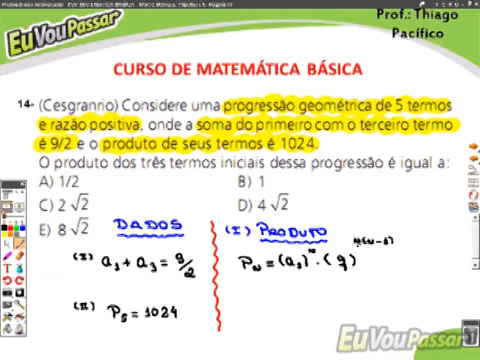 EuVouPassar
Prof.: Thiago
Pacífico
CURSO DE MATEMÁTICA BÁSICA
14- (Cesgranrio) Considere uma progressão geométrica de 5 termos
e razão positiva, onde a soma do primeiro com o terceiro termo
é 9/2 e o produto de seus termos é 1024.
O produto dos três termos iniciais dessa progressão é igual a:
A) 1/2 B) 1
C) 2 √2 D) 4 √2
E) 8 √2
DADOS
(I) a₁ + a₃ = 9/2
(II) P₅ = 1024
(I) PRODUTO
EuVouPassar